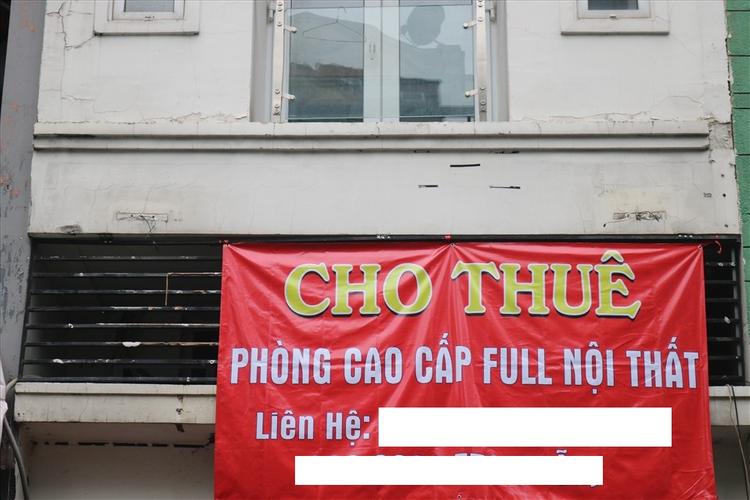 CHO THUÊ
PHÒNG CAO CẤP FULL NỘI THẤT
Liên Hệ: